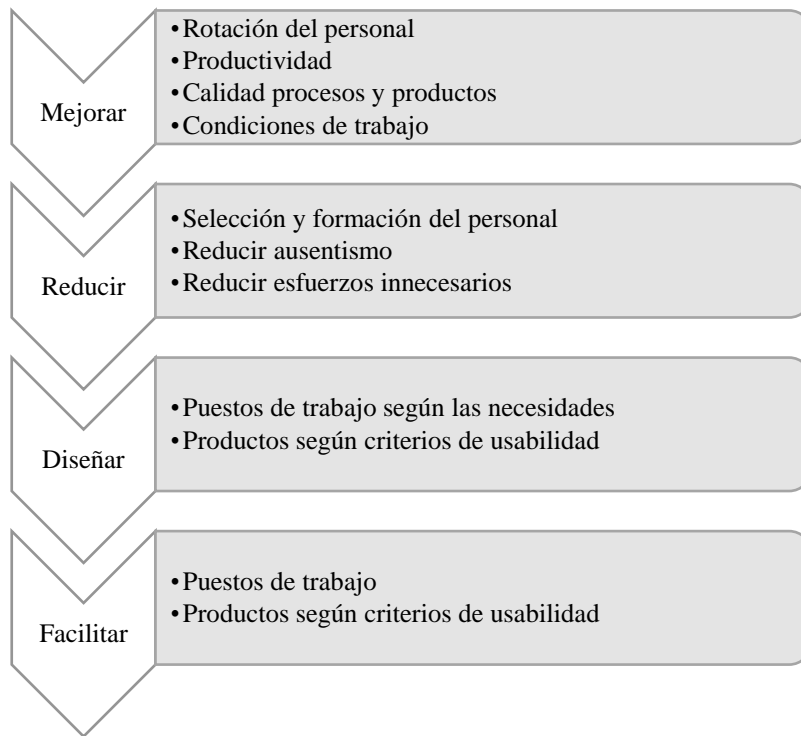 Mejorar
•Rotación del personal
•Productividad
•Calidad procesos y productos
•Condiciones de trabajo
Reducir
•Selección y formación del personal
•Reducir ausentismo
•Reducir esfuerzos innecesarios
Diseñar
•Puestos de trabajo según las necesidades
•Productos según criterios de usabilidad
Facilitar
•Puestos de trabajo
•Productos según criterios de usabilidad